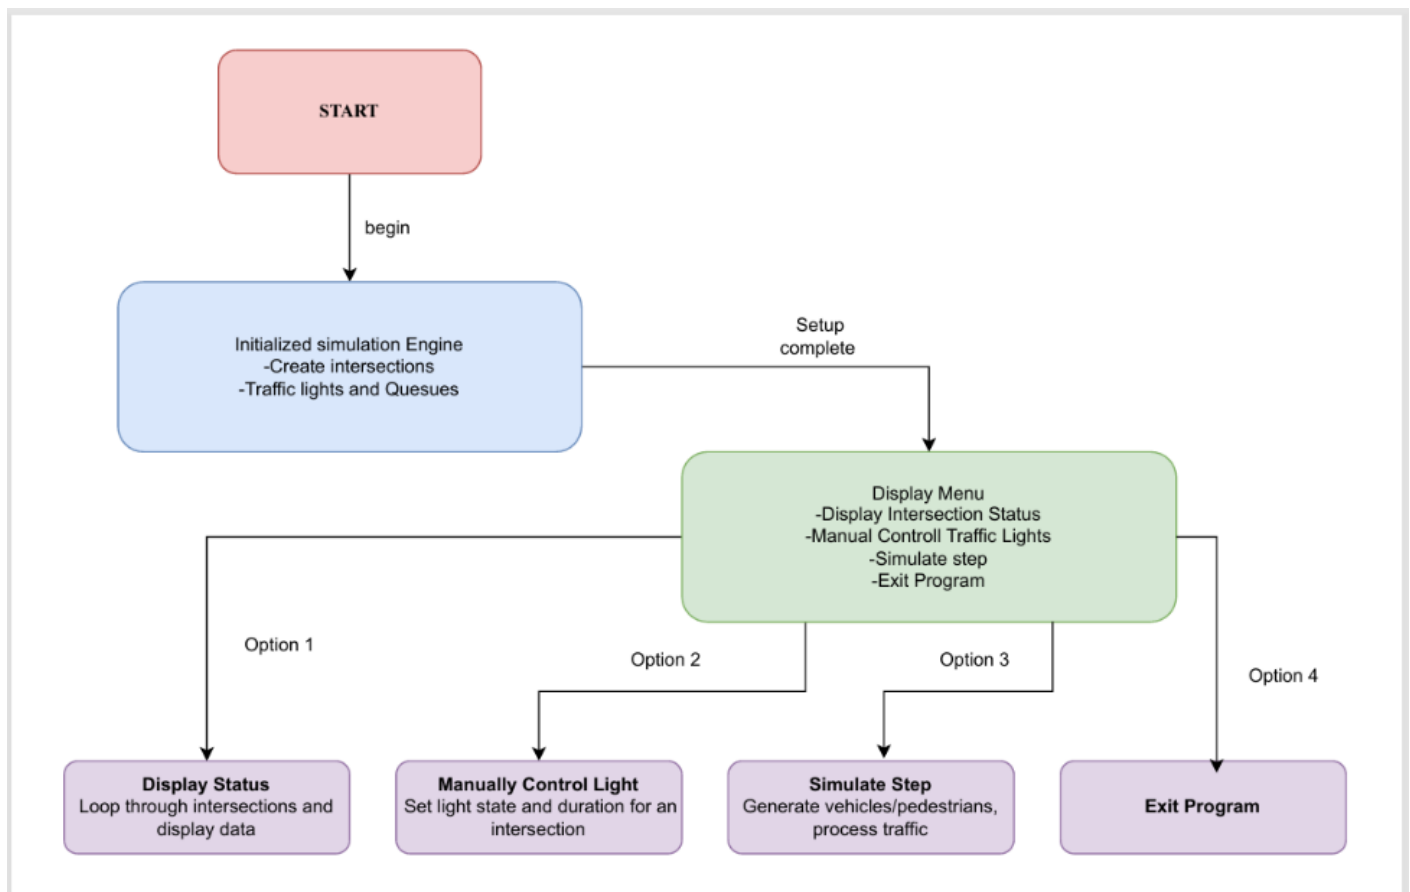 START
begin
Initialized simulation Engine
-Create intersections
-Traffic lights and Quesues
Setup
complete
Display Menu
-Display Intersection Status
-Manual Controll Traffic Lights
-Simulate step
-Exit Program
Option 1
Option 2
Option 3
Option 4
Display Status
Loop through intersections and
display data
Manually Control Light
Set light state and duration for an
intersection
Simulate Step
Generate vehicles/pedestrians,
process traffic
Exit Program